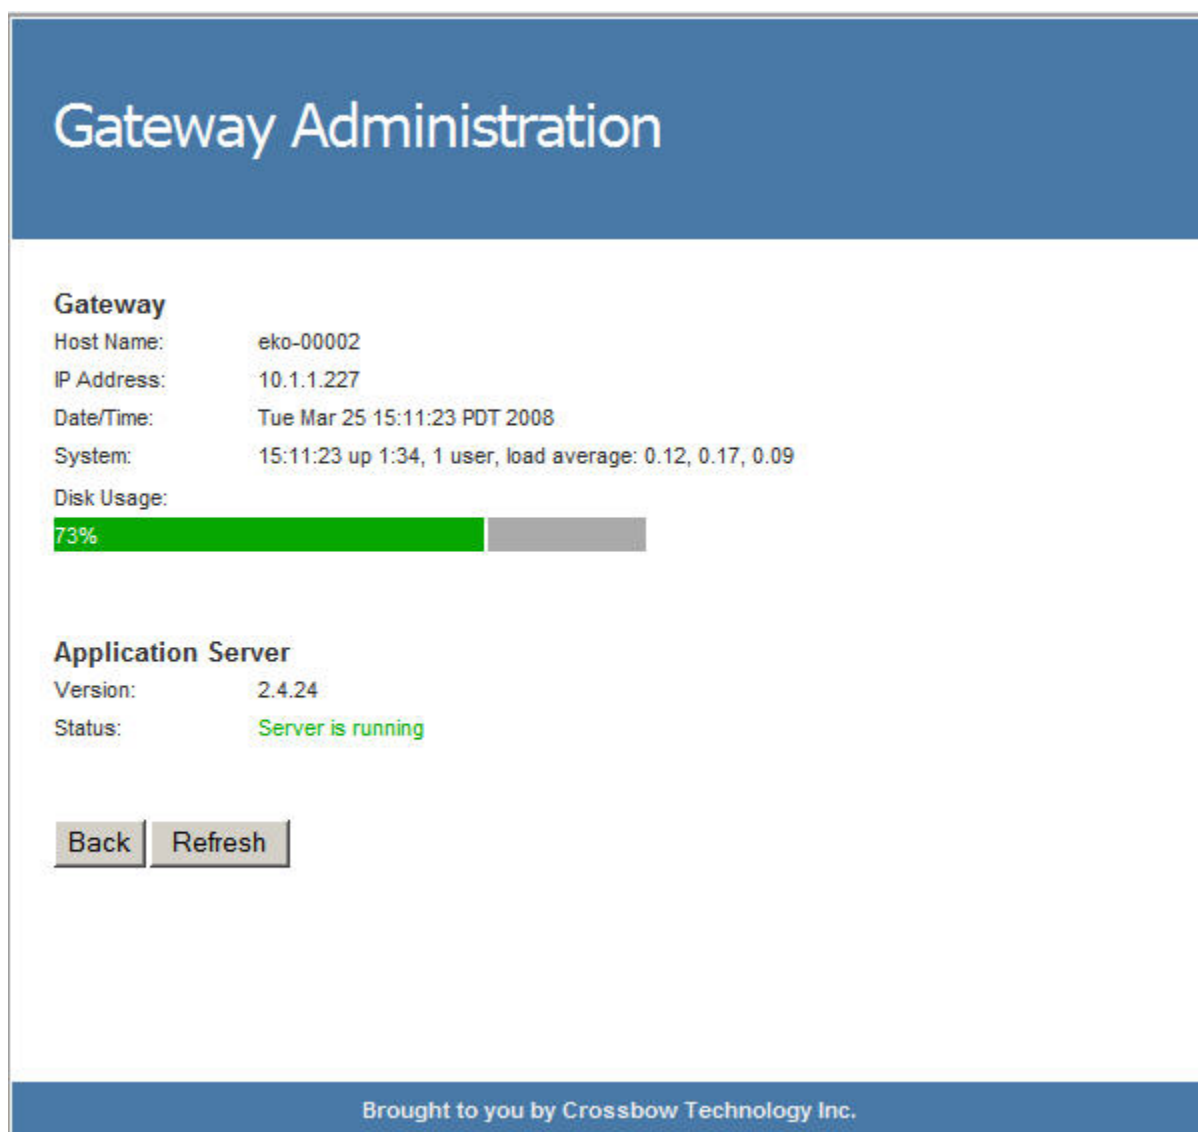 Gateway Administration
Gateway
Host Name: eko-00002
IP Address: 10.1.1.227
Date/Time: Tue Mar 25 15:11:23 PDT 2008
System: 15:11:23 up 1:34, 1 user, load average: 0.12, 0.17, 0.09
Disk Usage:
73%
Application Server
Version: 2.4.24
Status: Server is running
Back Refresh
Brought to you by Crossbow Technology Inc.